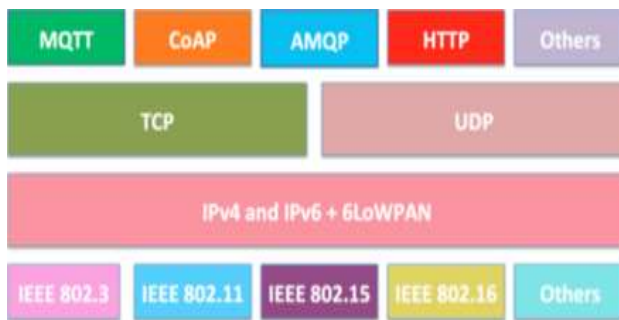 MQTT CoAP AMQP HTTP Others
TCP UDP
IPv4 and IPv6 + 6LoWPAN
IEEE 802.3 IEEE 802.11 IEEE 802.15 IEEE 802.16 Others